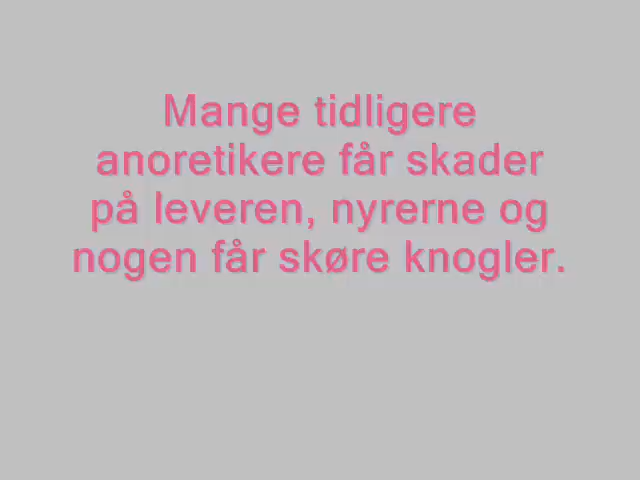 Mange tidligere
anoretikere får skader
på leveren, nyrerne og
nogen får skøre knogler.